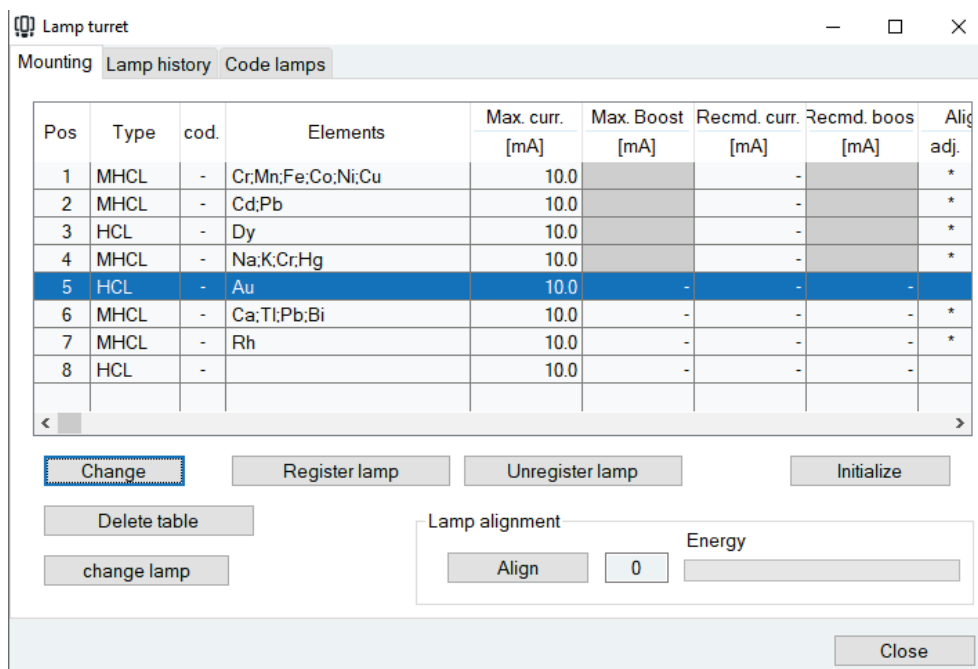 Lamp turret
Mounting Lamp history Code lamps
Pos Type cod. Elements Max. curr. [mA] Max. Boost [mA] Recmd. curr. [mA] Recmd. boos [mA] Alig adj.
1 MHCL - Cr;Mn;Fe;Co;Ni;Cu 10.0 - *
2 MHCL - Cd;Pb 10.0 - *
3 HCL - Dy 10.0 - *
4 MHCL - Na;K;Cr;Hg 10.0 - *
5 HCL - Au 10.0 - - -
6 MHCL - Ca;Tl;Pb;Bi 10.0 - - - *
7 MHCL - Rh 10.0 - - - *
8 HCL - 10.0 - - -
Change Register lamp Unregister lamp Initialize
Delete table
change lamp
Lamp alignment
Energy
Align 0
Close